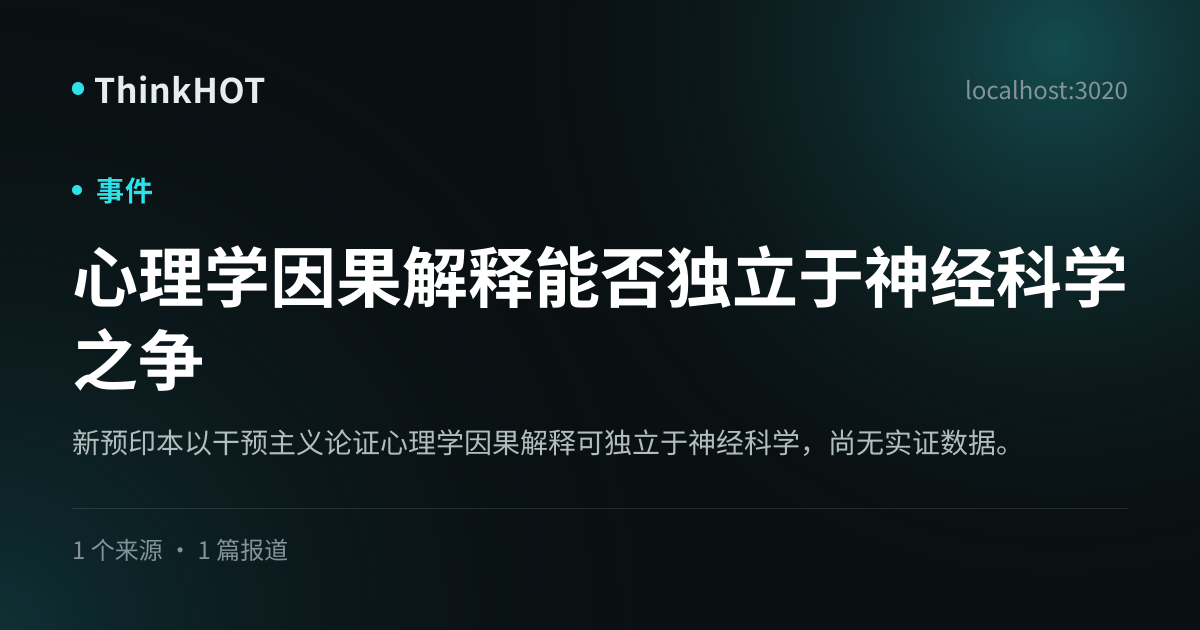 ThinkHOT
localhost:3020
事件
心理学因果解释能否独立于神经科学
之争
新预印本以干预主义论证心理学因果解释可独立于神经科学，尚无实证数据。
1 个来源 · 1 篇报道